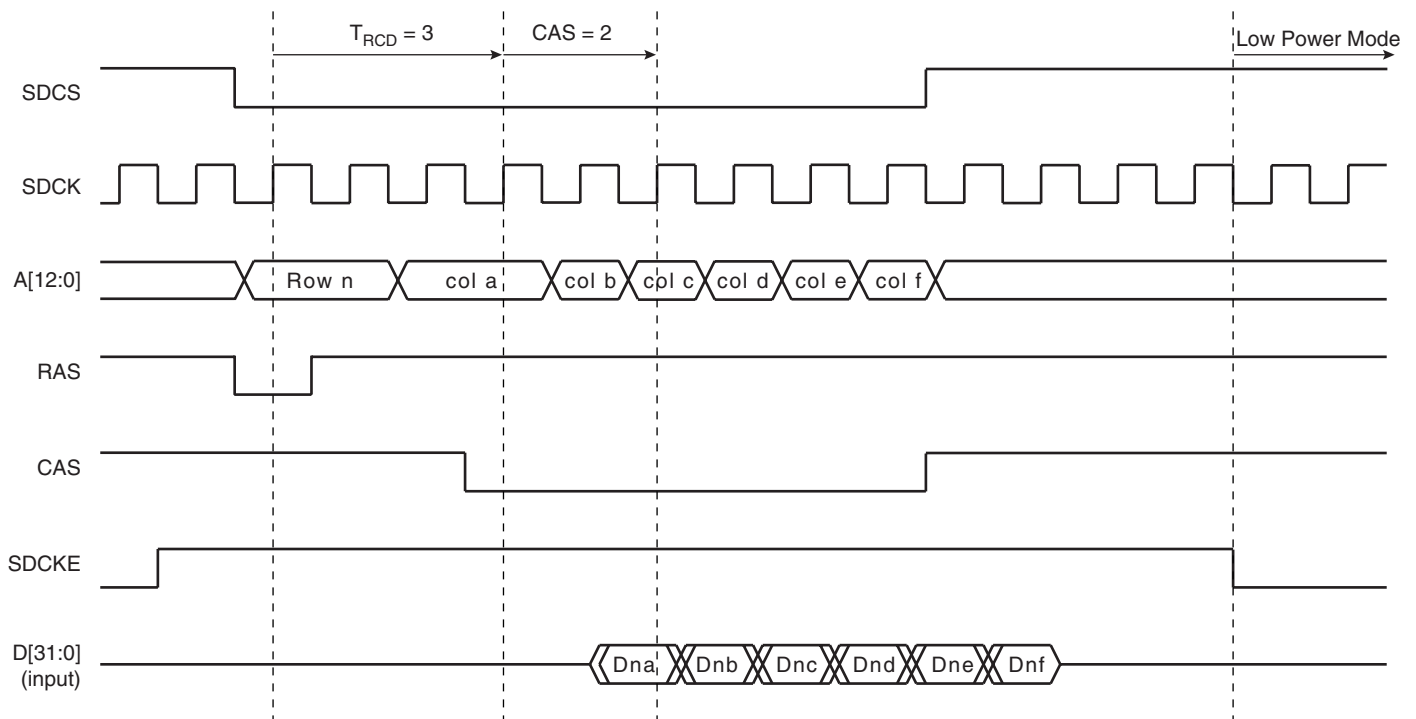 T_RCD = 3
CAS = 2
Low Power Mode
SDCS
SDCK
A[12:0]
Row n
col a
col b
col c
col d
col e
col f
RAS
CAS
SDCKE
D[31:0]
(input)
Dna
Dnb
Dnc
Dnd
Dne
Dnf